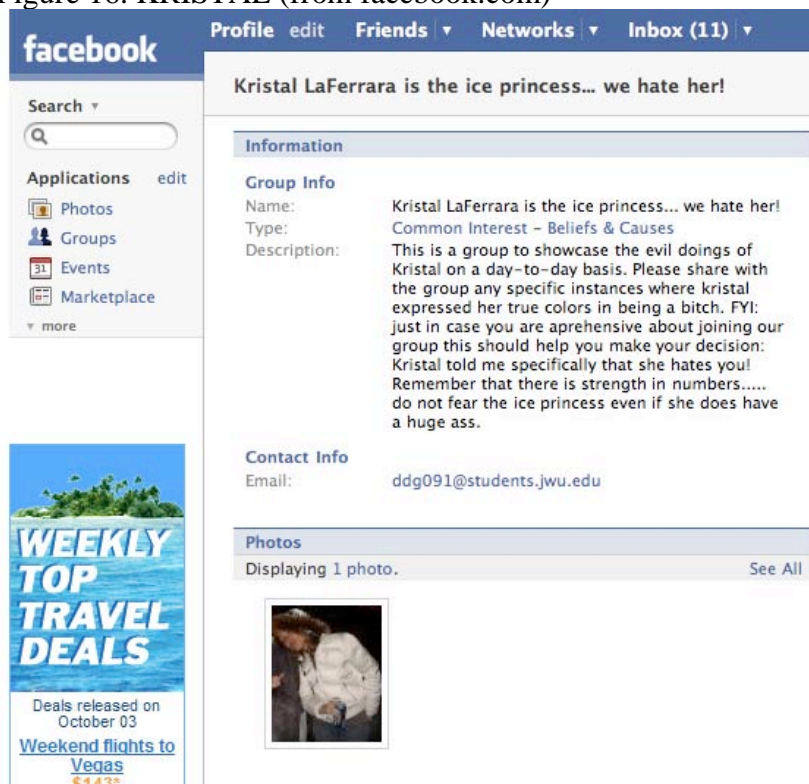 Figure 16: KRISTAL (from facebook.com)
facebook
Profile edit Friends Networks Inbox (11)
Kristal LaFerrara is the ice princess... we hate her!
Search
Applications edit
Photos
Groups
31 Events
Marketplace
more
Information
Group Info
Name: Kristal LaFerrara is the ice princess... we hate her!
Type: Common Interest – Beliefs & Causes
Description: This is a group to showcase the evil doings of
Kristal on a day-to-day basis. Please share with
the group any specific instances where kristal
expressed her true colors in being a bitch. FYI:
just in case you are aprehensive about joining our
group this should help you make your decision:
Kristal told me specifically that she hates you!
Remember that there is strength in numbers.....
do not fear the ice princess even if she does have
a huge ass.
Contact Info
Email: ddg091@students.jwu.edu
Photos
Displaying 1 photo. See All
WEEKLY
TOP
TRAVEL
DEALS
Deals released on
October 03
Weekend flights to
Vegas
$143*